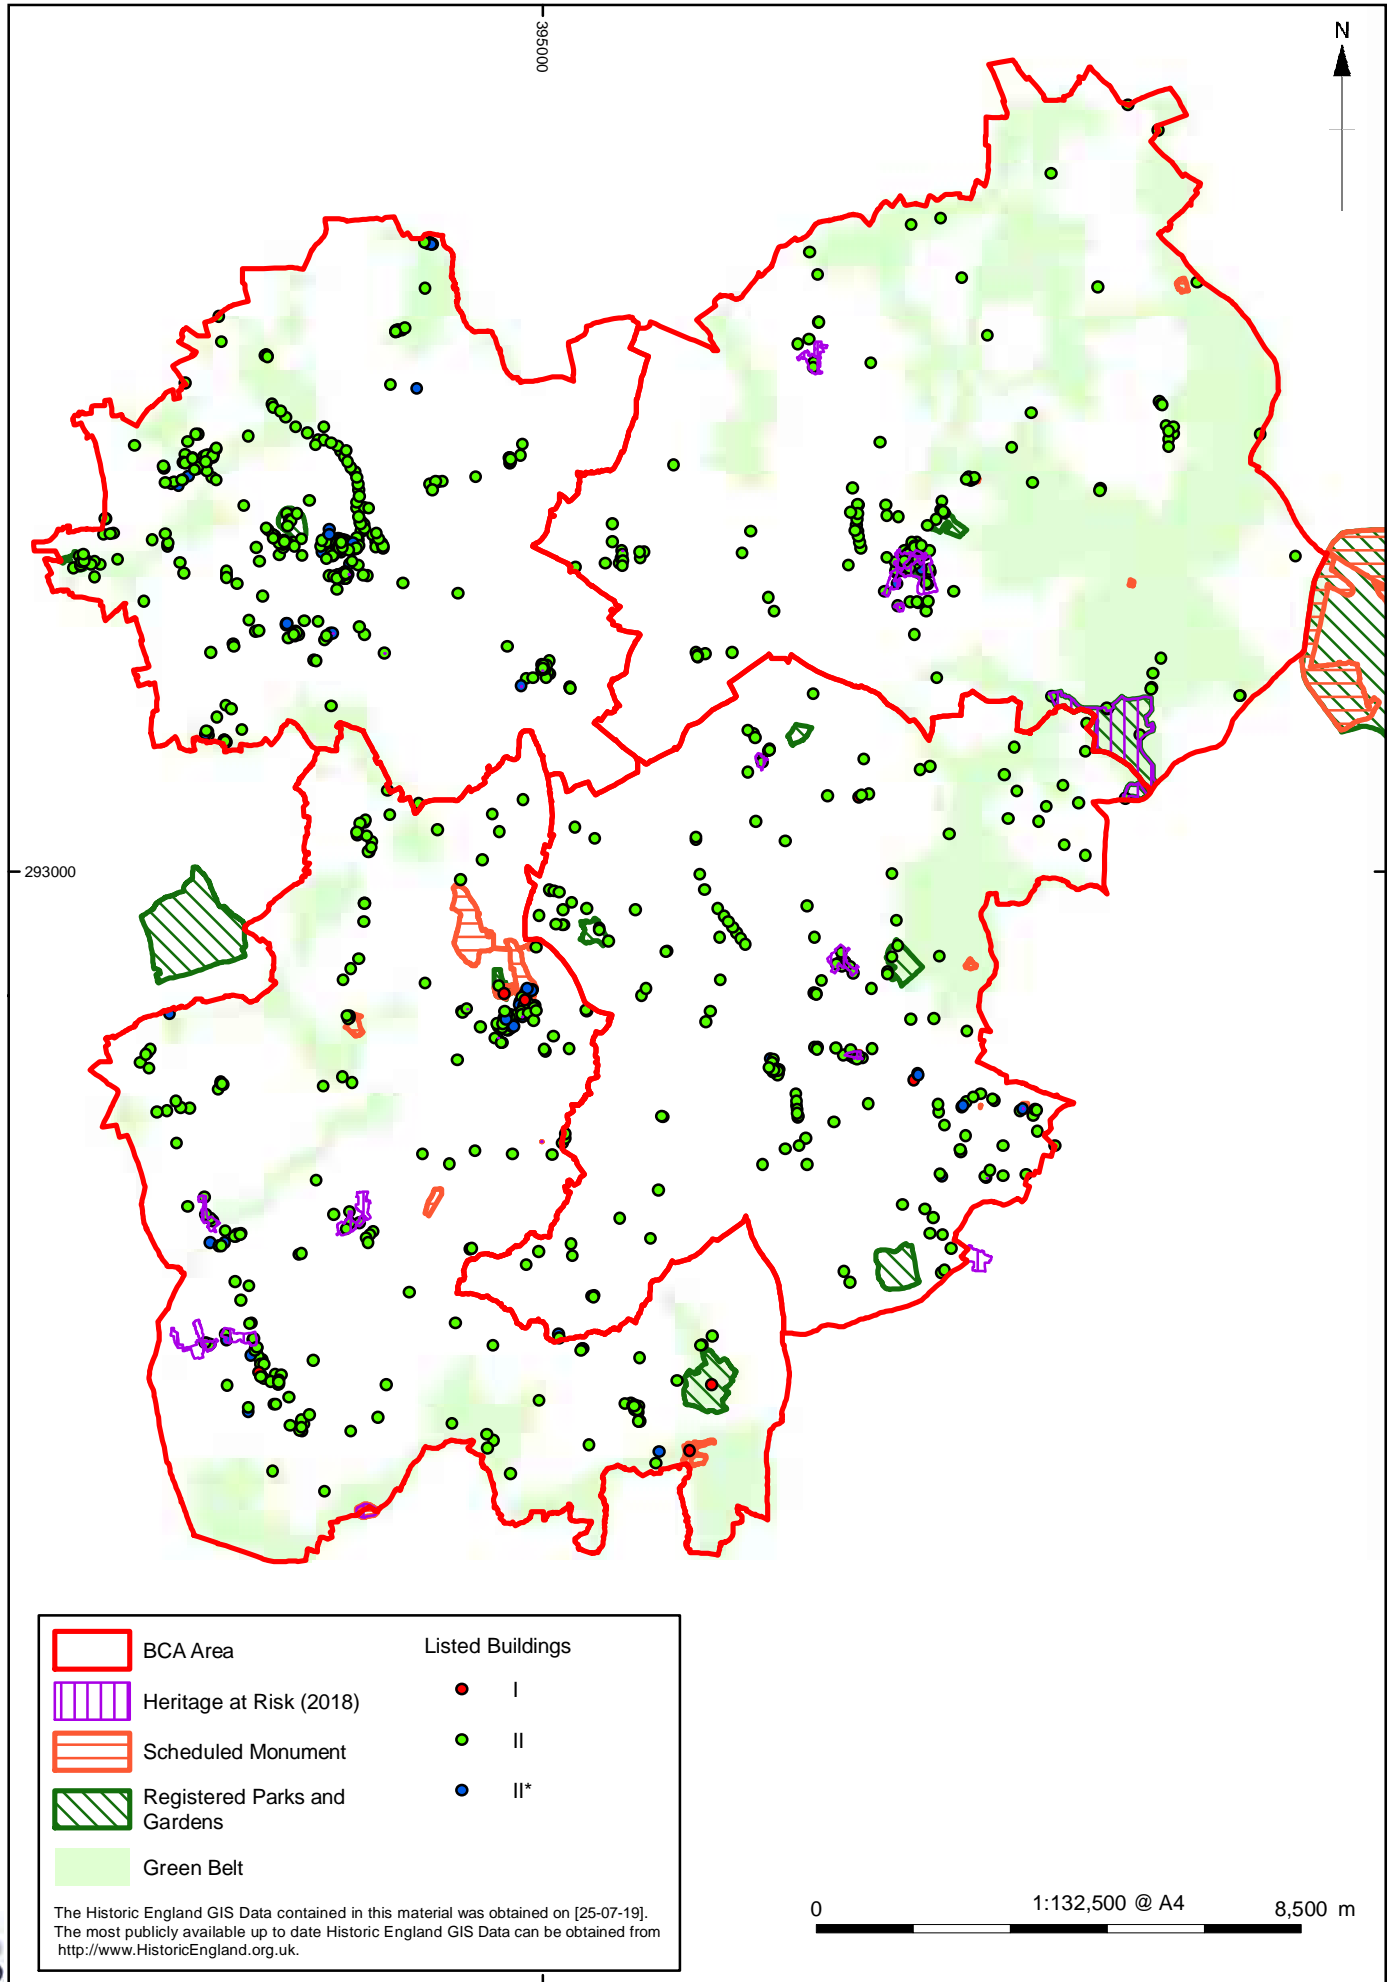 395000
N
293000
BCA Area
Heritage at Risk (2018)
Scheduled Monument
Registered Parks and
Gardens
Green Belt
Listed Buildings
I
II
II*
The Historic England GIS Data contained in this material was obtained on [25-07-19].
The most publicly available up to date Historic England GIS Data can be obtained from
http://www.HistoricEngland.org.uk.
0
1:132,500 @ A4
8,500 m